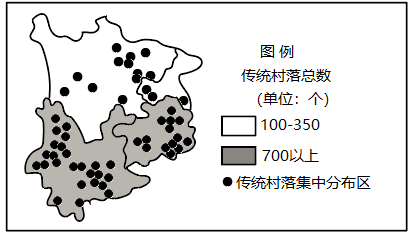 图 例
传统村落总数
(单位：个)
100-350
700以上
传统村落集中分布区